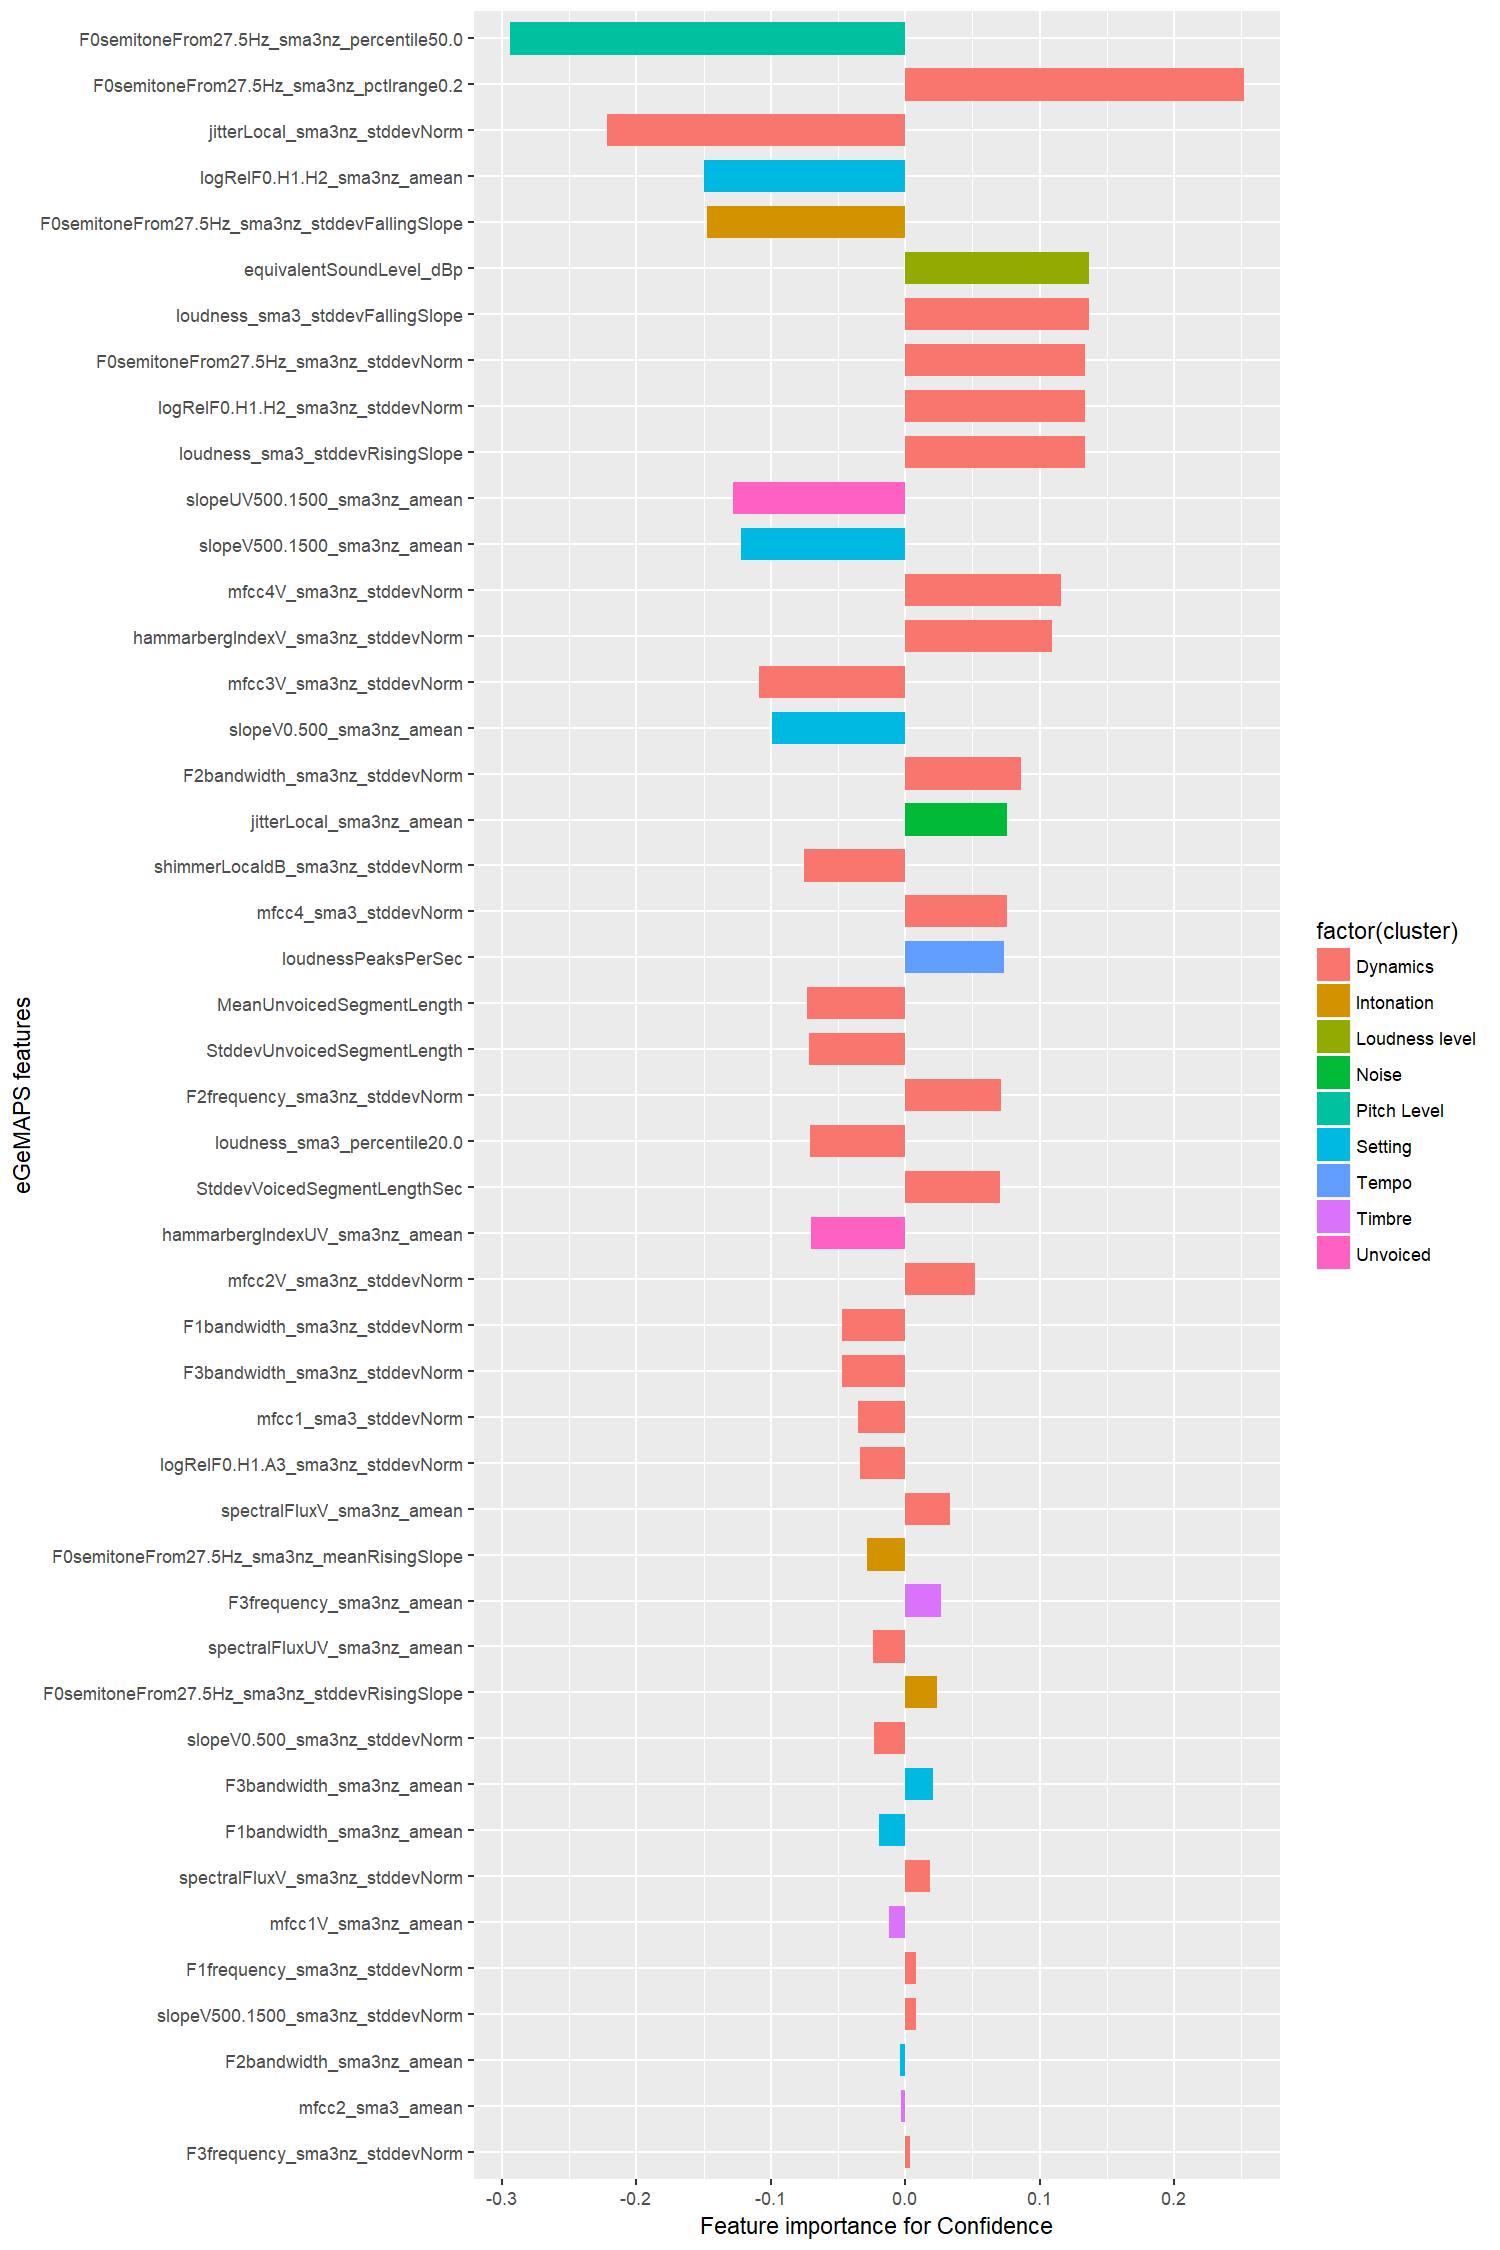 F0semitoneFrom27.5Hz_sma3nz_percentile50.0
F0semitoneFrom27.5Hz_sma3nz_pctlrange0.2
jitterLocal_sma3nz_stddevNorm
logRelF0.H1.H2_sma3nz_amean
F0semitoneFrom27.5Hz_sma3nz_stddevFallingSlope
equivalentSoundLevel_dBp
loudness_sma3_stddevFallingSlope
F0semitoneFrom27.5Hz_sma3nz_stddevNorm
logRelF0.H1.H2_sma3nz_stddevNorm
loudness_sma3_stddevRisingSlope
slopeUV500.1500_sma3nz_amean
slopeV500.1500_sma3nz_amean
mfcc4V_sma3nz_stddevNorm
hammarbergIndexV_sma3nz_stddevNorm
mfcc3V_sma3nz_stddevNorm
slopeV0.500_sma3nz_amean
F2bandwidth_sma3nz_stddevNorm
jitterLocal_sma3nz_amean
shimmerLocaldB_sma3nz_stddevNorm
mfcc4_sma3_stddevNorm
loudnessPeaksPerSec
MeanUnvoicedSegmentLength
StddevUnvoicedSegmentLength
F2frequency_sma3nz_stddevNorm
loudness_sma3_percentile20.0
StddevVoicedSegmentLengthSec
hammarbergIndexUV_sma3nz_amean
mfcc2V_sma3nz_stddevNorm
F1bandwidth_sma3nz_stddevNorm
F3bandwidth_sma3nz_stddevNorm
mfcc1_sma3_stddevNorm
logRelF0.H1.A3_sma3nz_stddevNorm
spectralFluxV_sma3nz_amean
F0semitoneFrom27.5Hz_sma3nz_meanRisingSlope
F3frequency_sma3nz_amean
spectralFluxUV_sma3nz_amean
F0semitoneFrom27.5Hz_sma3nz_stddevRisingSlope
slopeV0.500_sma3nz_stddevNorm
F3bandwidth_sma3nz_amean
F1bandwidth_sma3nz_amean
spectralFluxV_sma3nz_stddevNorm
mfcc1V_sma3nz_amean
F1frequency_sma3nz_stddevNorm
slopeV500.1500_sma3nz_stddevNorm
F2bandwidth_sma3nz_amean
mfcc2_sma3_amean
F3frequency_sma3nz_stddevNorm
eGeMAPS features
-0.3 -0.2 -0.1 0.0 0.1 0.2
Feature importance for Confidence
factor(cluster)
Dynamics
Intonation
Loudness level
Noise
Pitch Level
Setting
Tempo
Timbre
Unvoiced